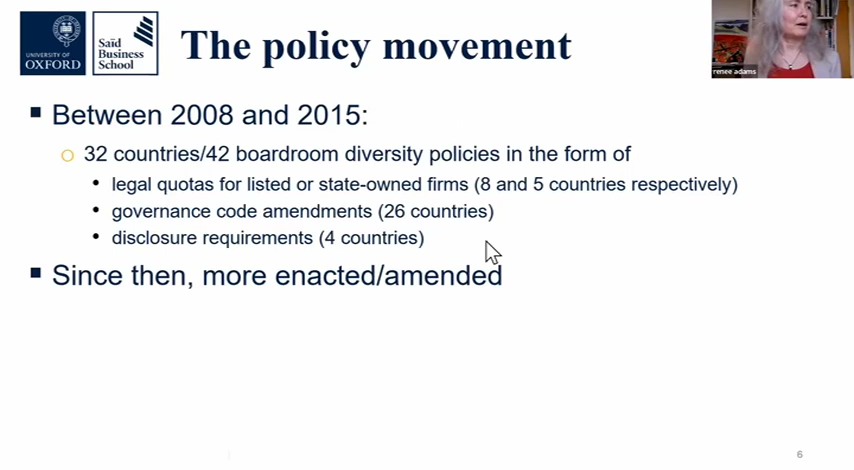 UNIVERSITY OF
OXFORD
Saïd
Business
School
The policy movement
renee adams
Between 2008 and 2015:
32 countries/42 boardroom diversity policies in the form of
legal quotas for listed or state-owned firms (8 and 5 countries respectively)
governance code amendments (26 countries)
disclosure requirements (4 countries)
Since then, more enacted/amended
6